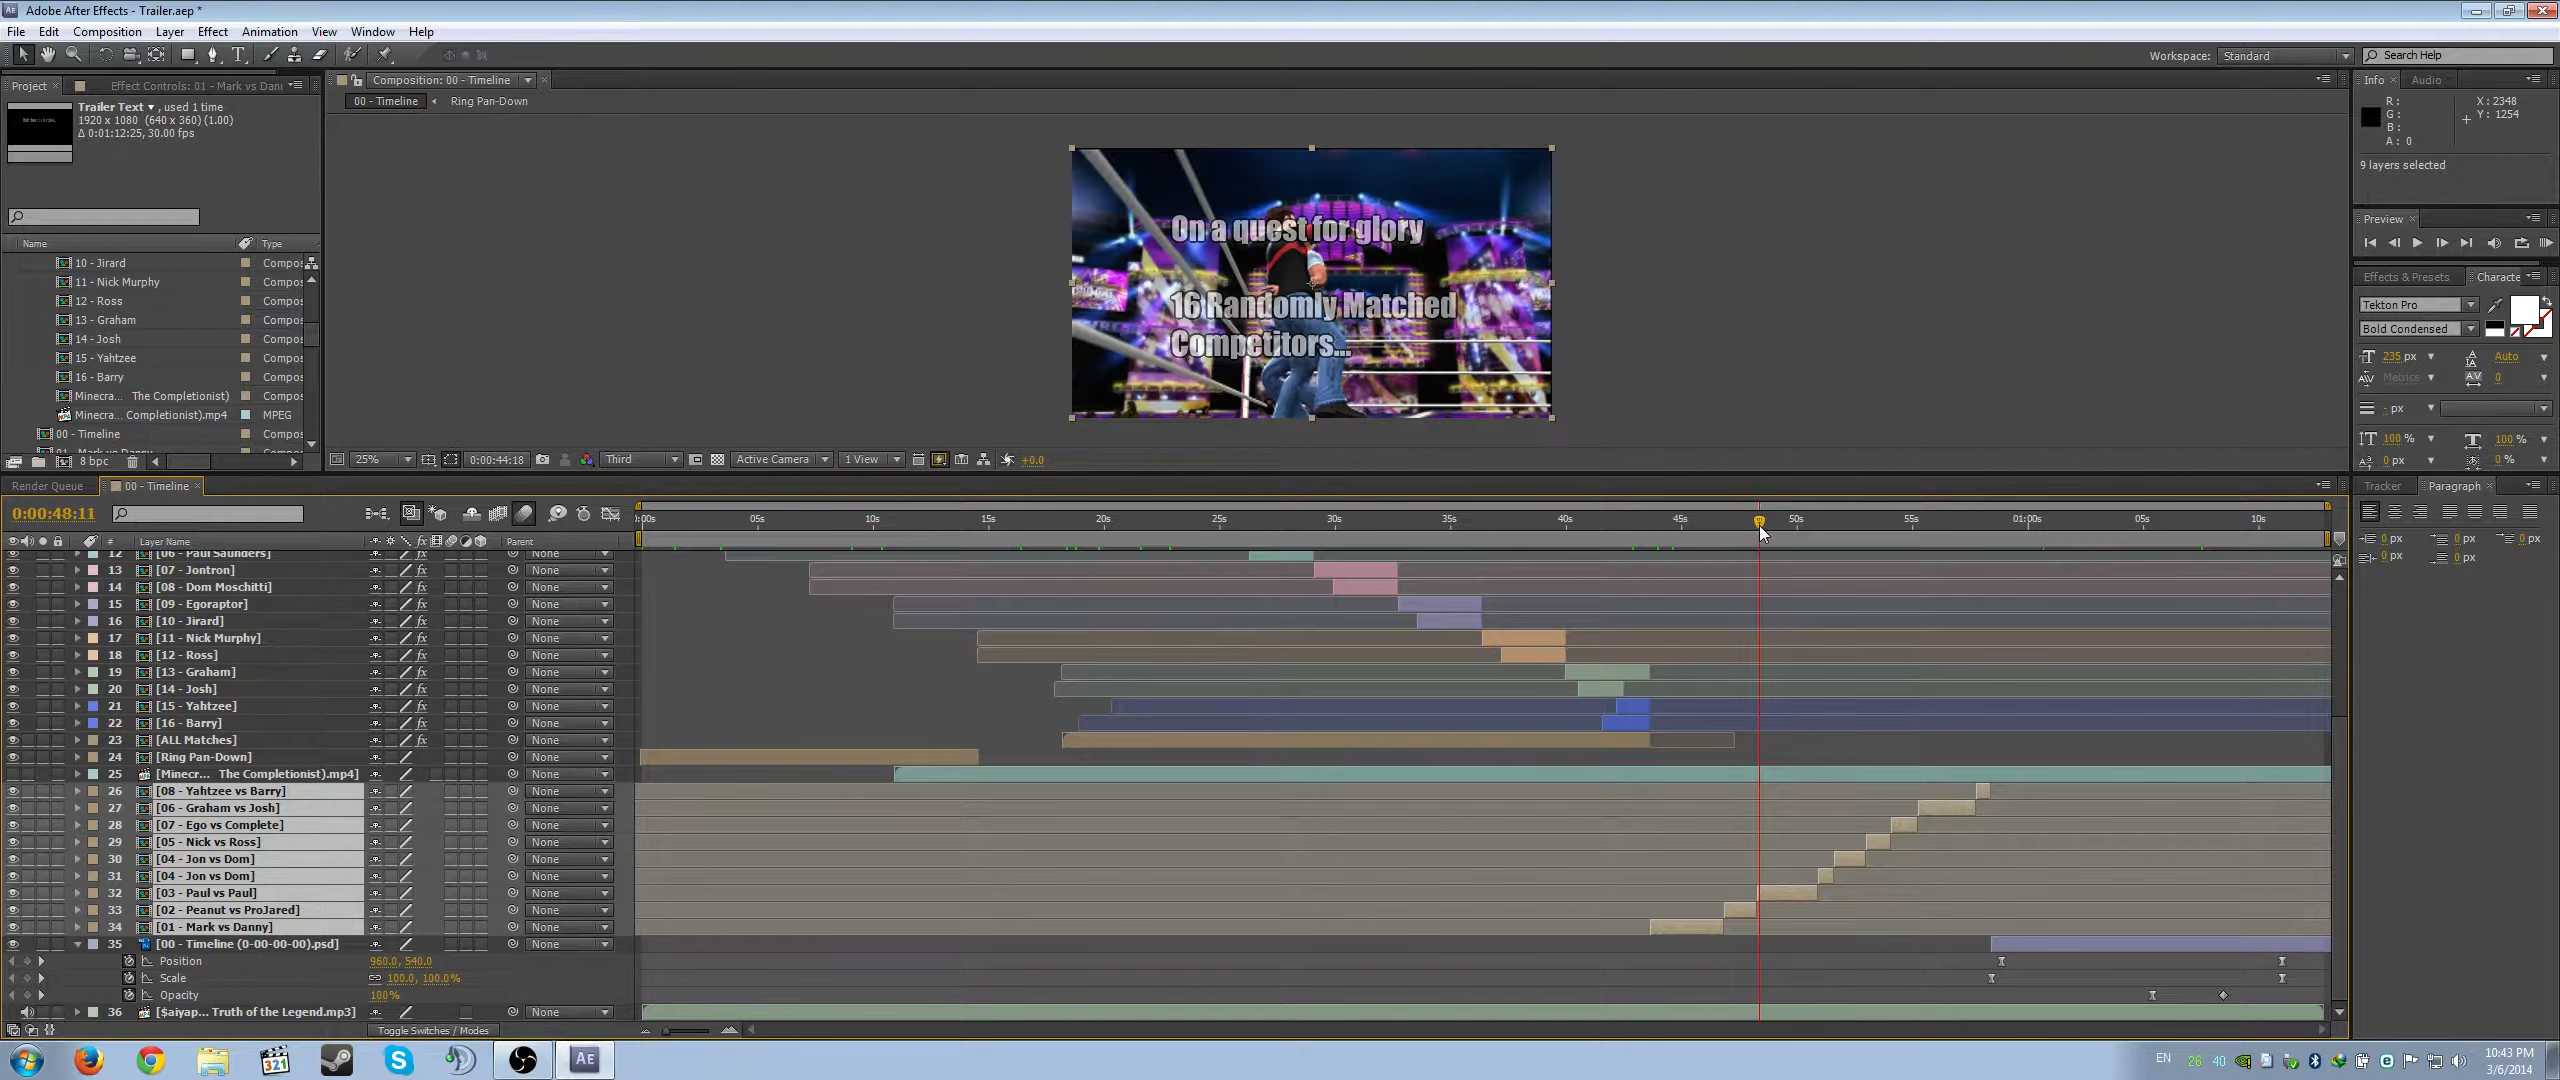 Adobe After Effects - Trailer.aep *
File Edit Composition Layer Effect Animation View Window Help
Workspace: Standard Search Help
Project Effect Controls: 01 - Mark vs Dan
Composition: 00 - Timeline
Info Audio
Trailer Text , used 1 time
1920 x 1080 (640 x 360) (1.00)
Δ 0:01:12:25, 30.00 fps
00 - Timeline Ring Pan-Down
R: G: B: A: 0
X: 2348
Y: 1254
9 layers selected
On a quest for glory
16 Randomly Matched
Competitors...
Name Type
10 - Jirard Compos
11 - Nick Murphy Compos
12 - Ross Compos
13 - Graham Compos
14 - Josh Compos
15 - Yahtzee Compos
16 - Barry Compos
Minecra... The Completionist) Compos
Minecra... Completionist).mp4 MPEG
00 - Timeline Compos
01 - Mark vs Danny
8 bpc
25% 0:00:44:18 Third Active Camera 1 View +0.0
Preview
Effects & Presets Characte
Tekton Pro
Bold Condensed
235 px Auto
Metrics 0
- px
100 % 100 %
0 px 0 %
Tracker Paragraph
0 px 0 px 0 px
0 px 0 px
Render Queue 00 - Timeline
0:00:48:11
:00s 05s 10s 15s 20s 25s 30s 35s 40s 45s 50s 55s 01:00s 05s 10s
# Layer Name Parent
12 [06 - Paul Saunders] None
13 [07 - Jontron] None
14 [08 - Dom Moschitti] None
15 [09 - Egoraptor] None
16 [10 - Jirard] None
17 [11 - Nick Murphy] None
18 [12 - Ross] None
19 [13 - Graham] None
20 [14 - Josh] None
21 [15 - Yahtzee] None
22 [16 - Barry] None
23 [ALL Matches] None
24 [Ring Pan-Down] None
25 [Minecr... The Completionist).mp4] None
26 [08 - Yahtzee vs Barry] None
27 [06 - Graham vs Josh] None
28 [07 - Ego vs Complete] None
29 [05 - Nick vs Ross] None
30 [04 - Jon vs Dom] None
31 [04 - Jon vs Dom] None
32 [03 - Paul vs Paul] None
33 [02 - Peanut vs ProJared] None
34 [01 - Mark vs Danny] None
35 [00 - Timeline (0-00-00-00).psd] None
Position 960.0, 540.0
Scale 100.0, 100.0%
Opacity 100%
36 [$aiyap... Truth of the Legend.mp3] None
Toggle Switches / Modes
EN 26 40 10:43 PM
3/6/2014